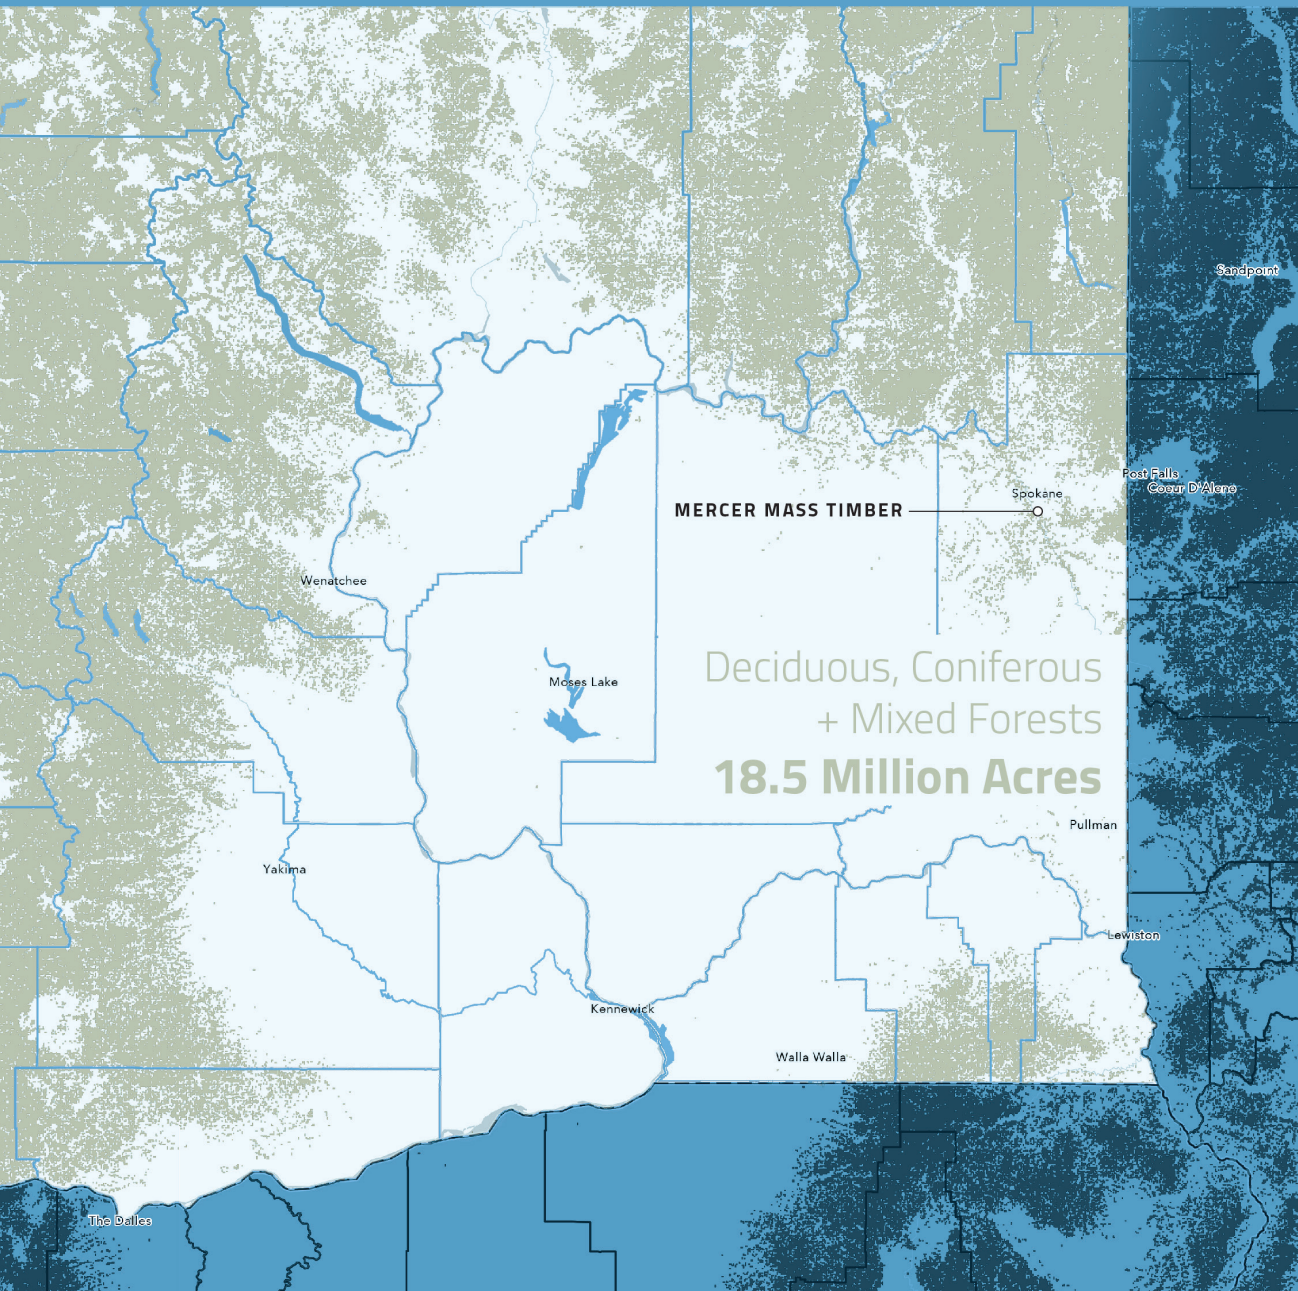 Sandpoint
Post Falls
Coeur D'Alene
Spokane
MERCER MASS TIMBER
Wenatchee
Deciduous, Coniferous
+ Mixed Forests
18.5 Million Acres
Moses Lake
Pullman
Yakima
Lewiston
Kennewick
Walla Walla
The Dalles